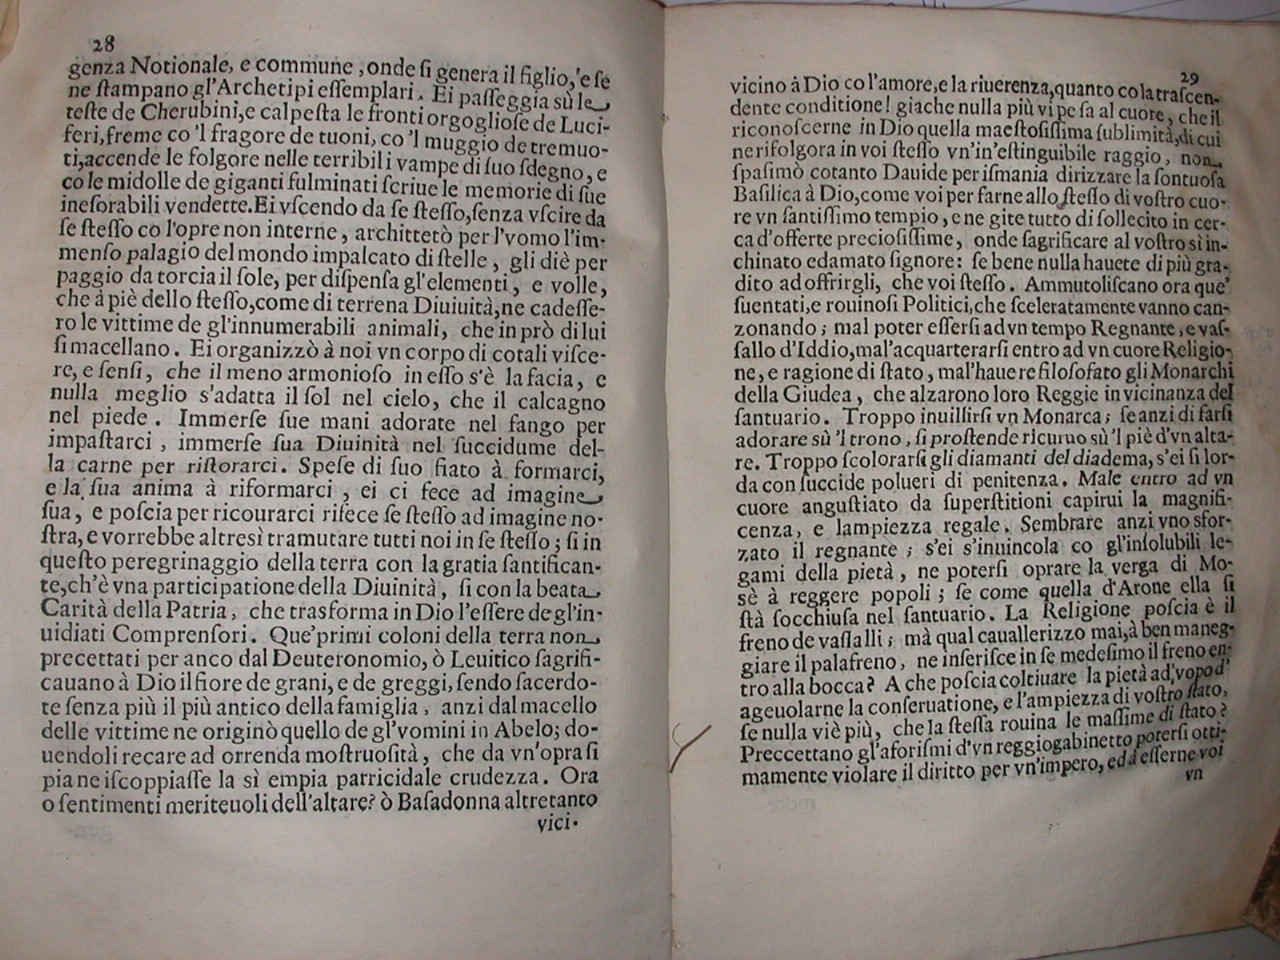 28
genza Notionale, e commune ,onde ſi genera il figlio,'e ſe
ne ſtampano gl'Archetipi eſſemplari. Ei paſſeggia sù le
teſte de Cherubini,e calpeſta le fronti orgoglioſe de Luci-
feri,freme co'l fragore de tuoni, co'l muggio de tremuo-
ti,accende le folgore nelle terribili vampe di ſuo ſdegno, e
co le midolle de giganti fulminati ſcriue le memorie di ſue
ineſorabili vendette.Ei vſcendo da ſe ſteſſo,ſenza vſcire da
ſe ſteſſo co l'opre non interne, archittetò per l'vomo l'im-
menſo palagio del mondo impalcato di ſtelle , gli diè per
paggio da torcia il ſole, per diſpenſa gl'elementi , e volle,
che à piè dello ſteſſo,come di terrena Diuiuità,ne cadeſſe-
ro le vittime de gl'innumerabili animali, che in prò di lui
ſi macellano. Ei organizzò à noi vn corpo di cotali viſce-
re, e ſenſi, che il meno armonioſo in eſſo s'è la facia, e
nulla meglio s'adatta il ſol nel cielo, che il calcagno
nel piede . Immerſe ſue mani adorate nel fango per
impaſtarci , immerſe ſua Diuinità nel ſuccidume del-
la carne per riſtorarci. Speſe di ſuo fiato à formarci,
e la ſua anima à riformarci , ei ci fece ad imagine
ſua, e poſcia per ricourarci rifece ſe ſteſſo ad imagine no-
ſtra, e vorrebbe altresì tramutare tutti noi in ſe ſteſſo ; ſi in
queſto peregrinaggio della terra con la gratia ſantifican-
te,ch'è vna participatione della Diuinità, ſi con la beata
Carità della Patria, che trasforma in Dio l'eſſere de gl'in-
uidiati Comprenſori. Que'primi coloni della terra non
precettati per anco dal Deuteronomio, ò Leuitico ſagrifi-
cauano à Dio il fiore de grani, e de greggi, ſendo ſacerdo-
te ſenza più il più antico della famiglia , anzi dal macello
delle vittime ne originò quello de gl'vomini in Abelo; do-
uendoli recare ad orrenda moſtruoſità, che da vn'opra ſi
pia ne iſcoppiaſſe la sì empia parricidale crudezza. Ora
o ſentimenti meriteuoli dell'altare? ò Baſadonna altretanto
vici-
29
vicino à Dio co l'amore,e la riuerenza,quanto co la traſcen-
dente conditione! giache nulla più vi peſa al cuore, che il
riconoſcerne in Dio quella maeſtoſiſſima ſublimità,di cui
ne rifolgora in voi ſteſſo vn'in'eſtinguibile raggio, non
ſpaſimò cotanto Dauide per iſmania dirizzare la ſontuoſa
Baſilica à Dio,come voi per farne allo ſteſſo di voſtro cuo-
re vn ſantiſſimo tempio, e ne gite tutto di ſollecito in cer-
ca d'offerte precioſiſſime, onde ſagrificare al voſtro sì in-
chinato edamato ſignore: ſe bene nulla hauete di più gra-
dito ad offrirgli, che voi ſteſſo. Ammutoliſcano ora que'
ſuentati,e rouinoſi Politici,che ſceleratamente vanno can-
zonando ; mal poter eſſerſi ad vn tempo Regnante , e vaſ-
ſallo d'Iddio,mal'acquarterarſi entro ad vn cuore Religio-
ne, e ragione di ſtato, mal'hauere filoſofato gli Monarchi
della Giudea, che alzarono loro Reggie in vicinanza del
ſantuario. Troppo inuillirſi vn Monarca; ſe anzi di farſi
adorare sù 'l trono, ſi proſtende ricuruo sù 'l piè d'vn alta-
re. Troppo ſcolorarſi gli diamanti del diadema, s'ei ſi lor-
da con ſuccide polueri di penitenza. Male entro ad vn
cuore anguſtiato da ſuperſtitioni capirui la magnifi-
cenza, e lampiezza regale. Sembrare anzi vno sfor-
zato il regnante ; s'ei s'inuincola co gl'inſolubili le-
gami della pietà , ne poterſi oprare la verga di Mo-
sè à reggere popoli ; ſe come quella d'Arone ella ſi
ſtà ſocchiuſa nel ſantuario. La Religione poſcia è il
freno de vaſſalli ; mà qual cauallerizzo mai,à ben maneg-
giare il palafreno, ne inſeriſce in ſe medeſimo il freno en-
tro alla bocca? A che poſcia coltiuare la pietà ad'vopo d'
ageuolarne la conſeruatione, e l'ampiezza di voſtro ſtato,
ſe nulla viè più, che la ſteſſa rouina le maſſime di ſtato?
Preccettano gl'aforiſmi d'vn reggio gabinetto poterſi otti-
mamente violare il diritto per vn'impero, ed à eſſerne voi
vn